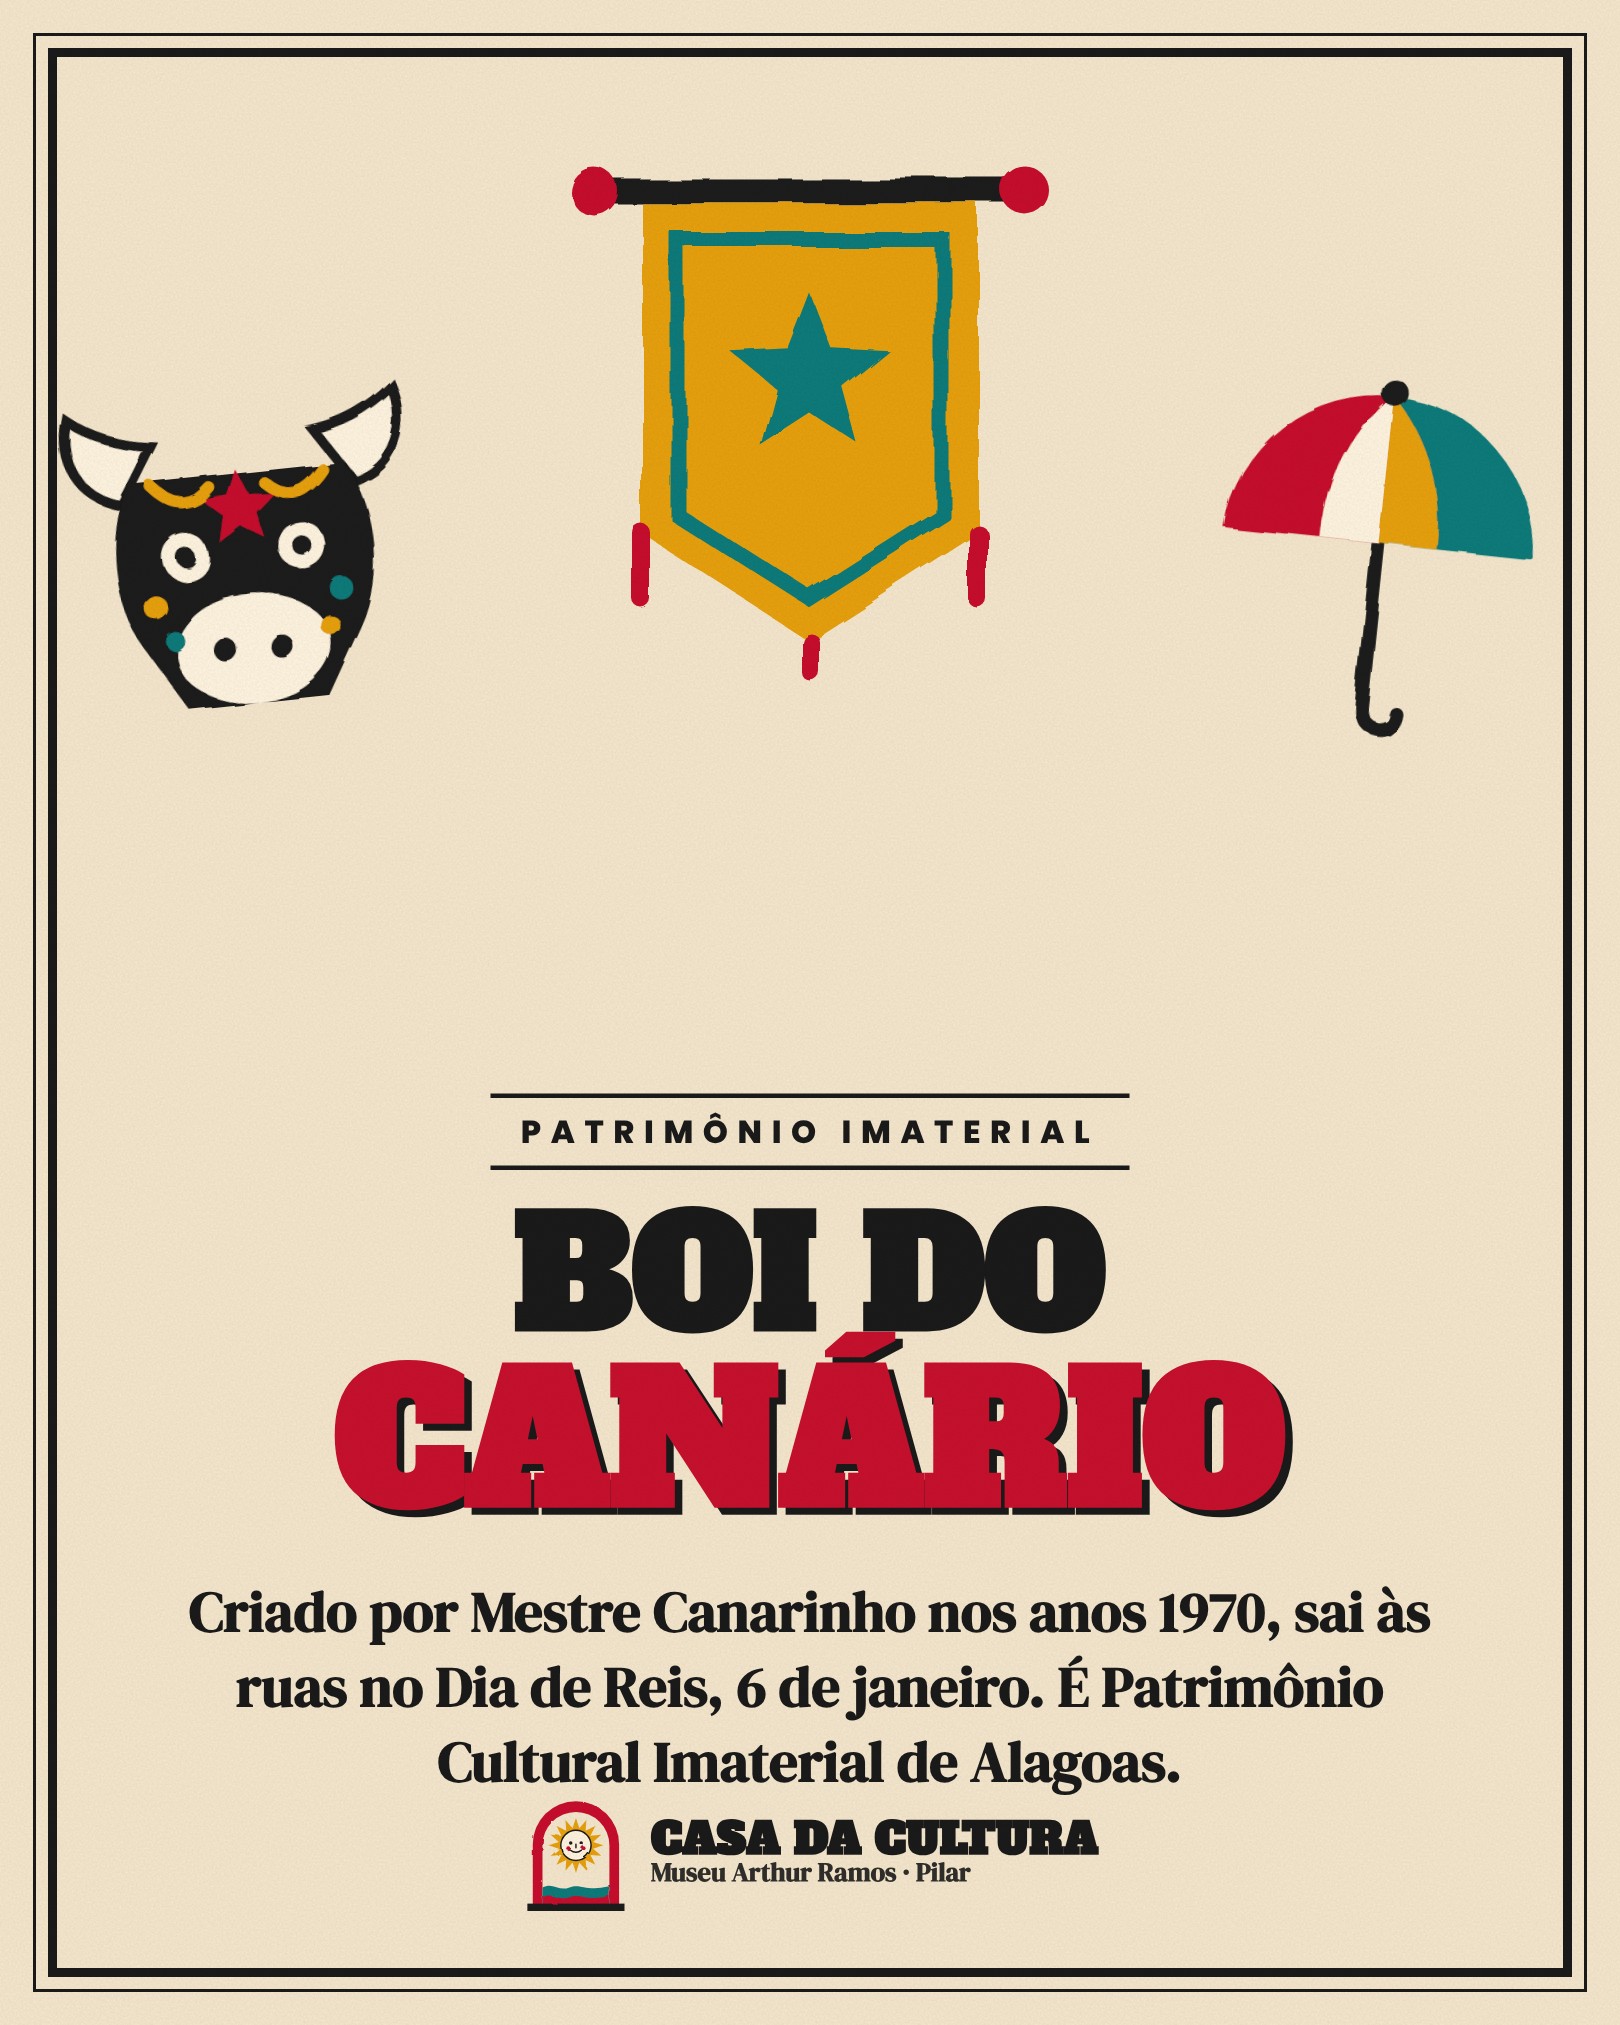 PATRIMÔNIO IMATERIAL
BOI DO
CANÁRIO
Criado por Mestre Canarinho nos anos 1970, sai às
ruas no Dia de Reis, 6 de janeiro. É Patrimônio
Cultural Imaterial de Alagoas.
CASA DA CULTURA
Museu Arthur Ramos · Pilar